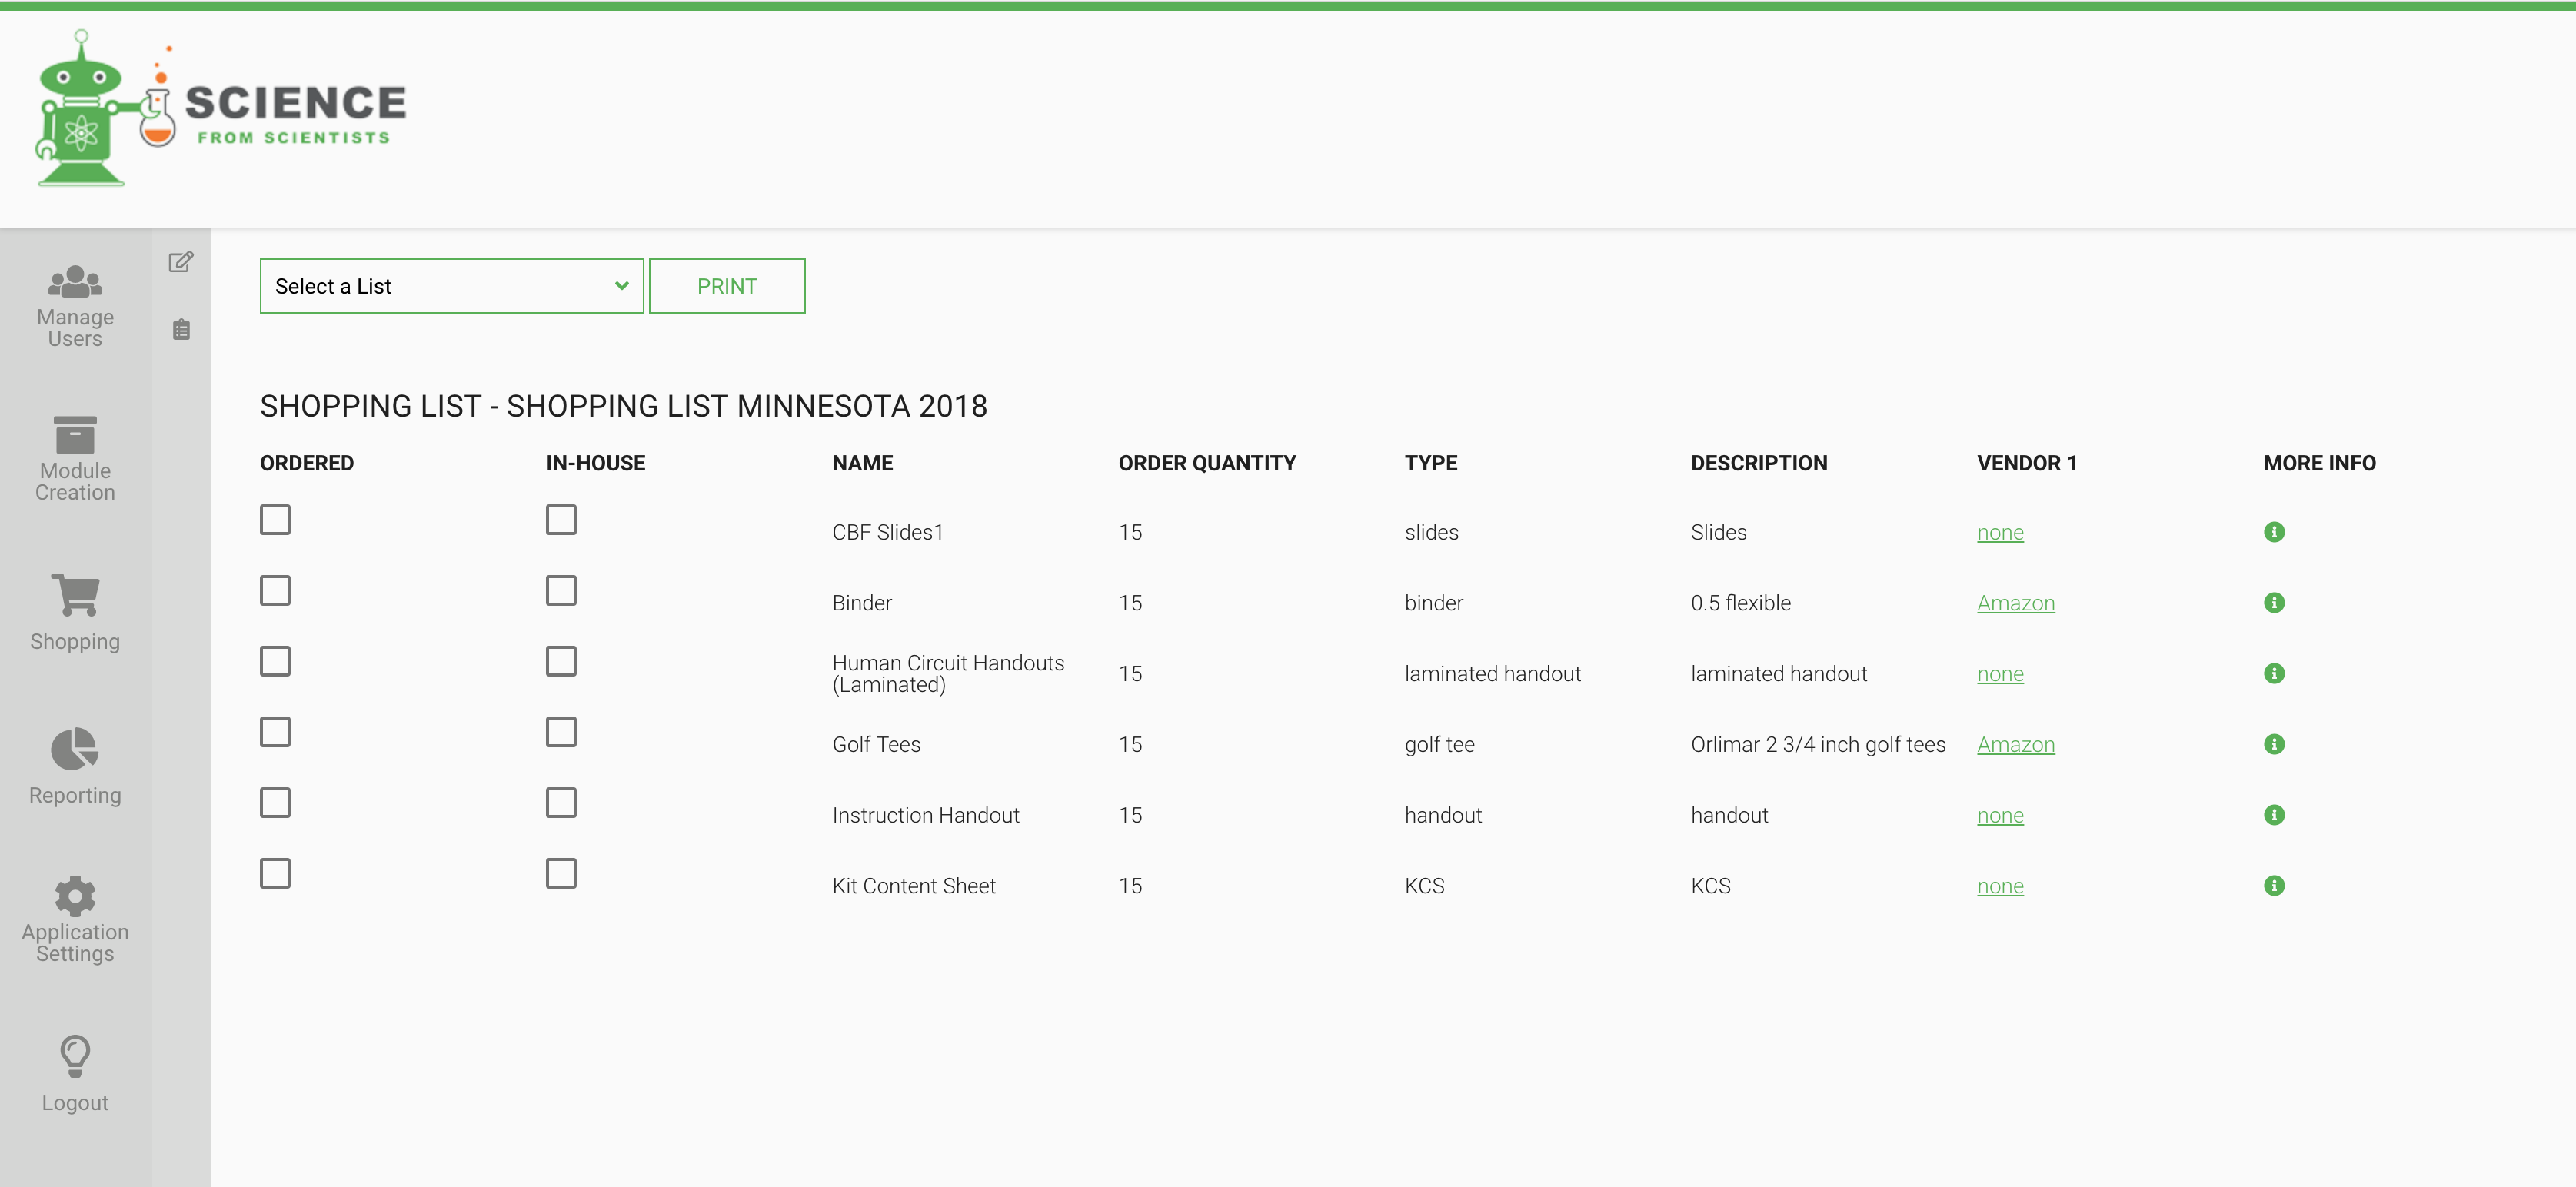 SCIENCE
FROM SCIENTISTS
Manage
Users
Module
Creation
Shopping
Reporting
Application
Settings
Logout
Select a List
PRINT
SHOPPING LIST - SHOPPING LIST MINNESOTA 2018
ORDERED IN-HOUSE NAME ORDER QUANTITY TYPE DESCRIPTION VENDOR 1 MORE INFO
CBF Slides1 15 slides Slides none
Binder 15 binder 0.5 flexible Amazon
Human Circuit Handouts
(Laminated) 15 laminated handout laminated handout none
Golf Tees 15 golf tee Orlimar 2 3/4 inch golf tees Amazon
Instruction Handout 15 handout handout none
Kit Content Sheet 15 KCS KCS none